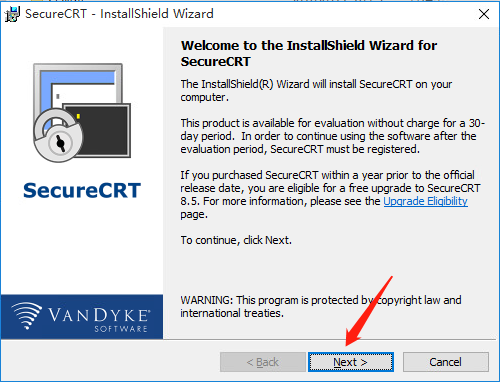 SecureCRT - InstallShield Wizard
Welcome to the InstallShield Wizard for
SecureCRT
The InstallShield(R) Wizard will install SecureCRT on your
computer.
This product is available for evaluation without charge for a 30-
day period.  In order to continue using the software after the
evaluation period, SecureCRT must be registered.
If you purchased SecureCRT within a year prior to the official
release date, you are eligible for a free upgrade to SecureCRT
8.5. For more information, please see the Upgrade Eligibility
page.
To continue, click Next.
WARNING: This program is protected by copyright law and
international treaties.
SecureCRT
VANDYKE®
SOFTWARE
< Back
Next >
Cancel